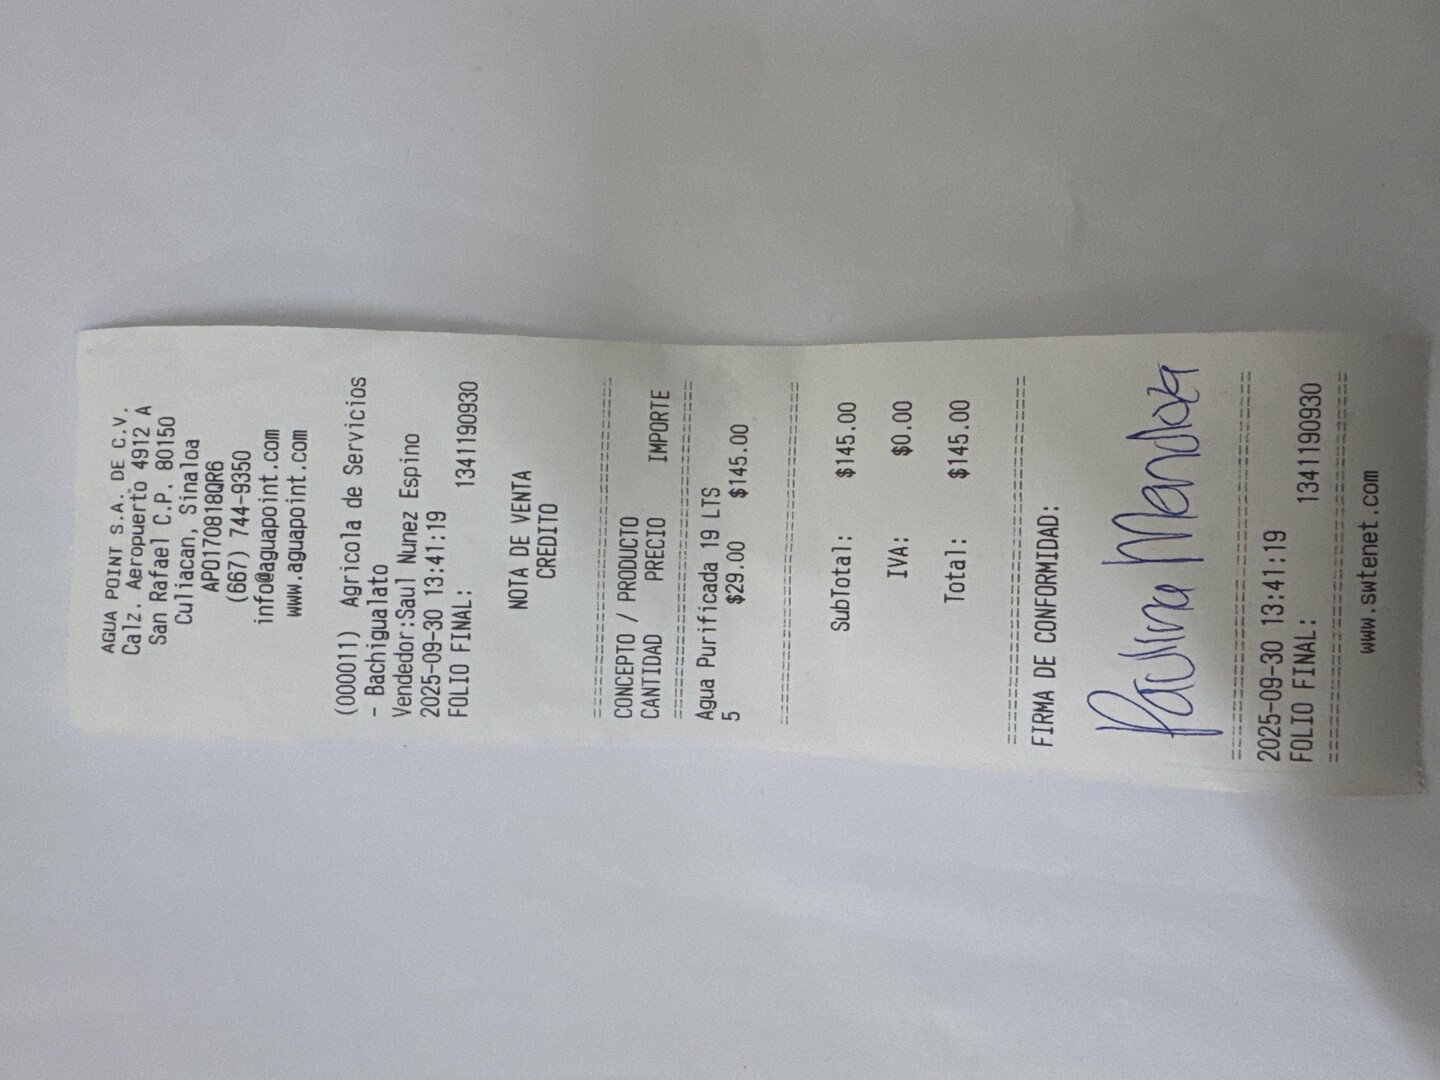 AGUA POINT S.A. DE C.V.
Calz. Aeropuerto 4912 A
San Rafael C.P. 80150
Culiacan, Sinaloa
APO170818QR6
(667) 744-9350
info@aguapoint.com
www.aguapoint.com
(000011) Agricola de Servicios
- Bachigualato
Vendedor:Saul Nunez Espino
2025-09-30 13:41:19
FOLIO FINAL: 1341190930
NOTA DE VENTA
CREDITO
CONCEPTO / PRODUCTO
CANTIDAD PRECIO IMPORTE
Agua Purificada 19 LTS
5 $29.00 $145.00
SubTotal: $145.00
IVA: $0.00
Total: $145.00
FIRMA DE CONFORMIDAD:
Paulina Mendoza
2025-09-30 13:41:19
FOLIO FINAL: 1341190930
www.swtenet.com